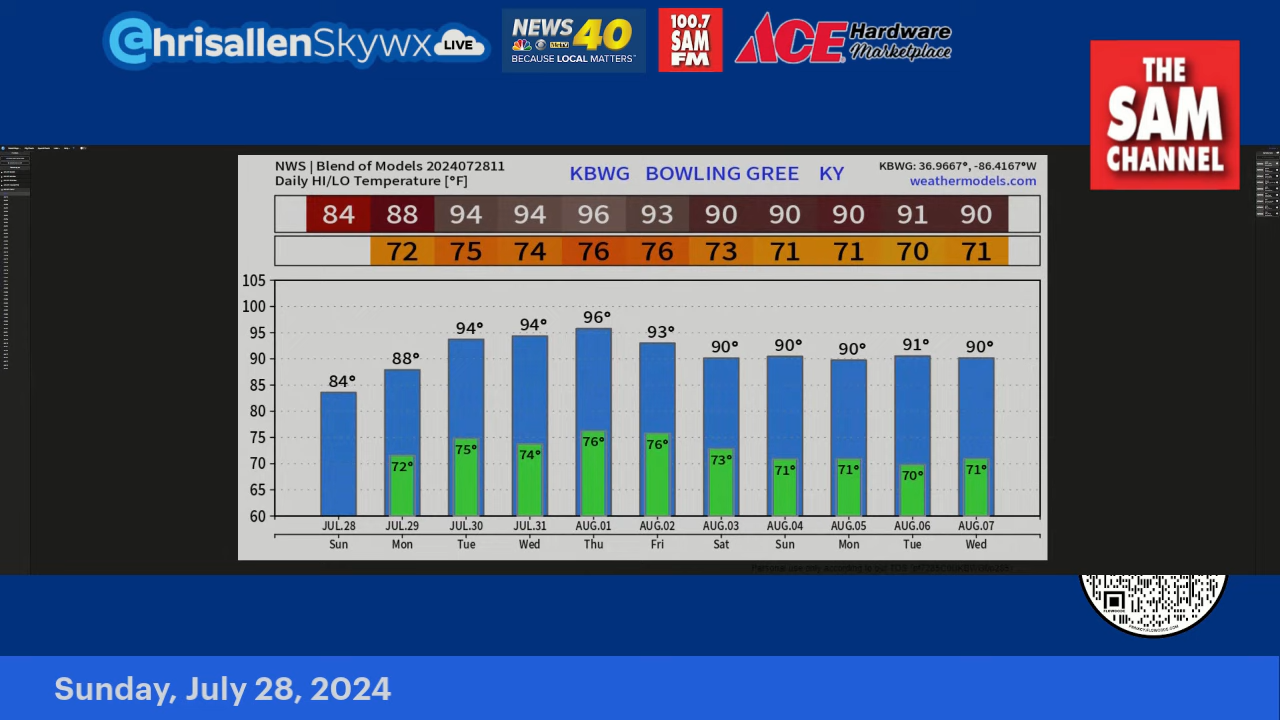 @hrisallenSkywx LIVE
NEWS 40
BECAUSE LOCAL MATTERS
100.7
SAM
FM
ACE Hardware
Marketplace
THE
SAM
CHANNEL
NWS | Blend of Models 2024072811
Daily HI/LO Temperature [°F]
KBWG BOWLING GREE KY
KBWG: 36.9667°, -86.4167°W
weathermodels.com
84 88 94 94 96 93 90 90 90 91 90
72 75 74 76 76 73 71 71 70 71
105
100
95
90
85
80
75
70
65
60
84° 88° 94° 94° 96° 93° 90° 90° 90° 91° 90°
72° 75° 74° 76° 76° 73° 71° 71° 70° 71°
JUL.28 JUL.29 JUL.30 JUL.31 AUG.01 AUG.02 AUG.03 AUG.04 AUG.05 AUG.06 AUG.07
Sun Mon Tue Wed Thu Fri Sat Sun Mon Tue Wed
Sunday, July 28, 2024